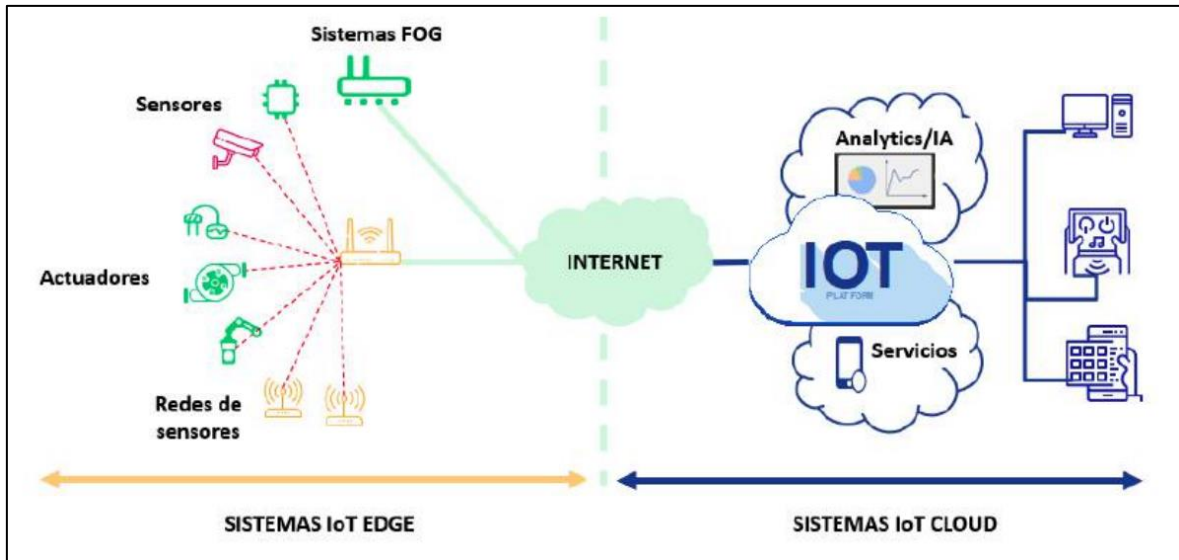 Sistemas FOG
Sensores
Analytics/IA
INTERNET
IOT
PLATFORM
Actuadores
Servicios
Redes de
sensores
SISTEMAS IoT EDGE
SISTEMAS IoT CLOUD